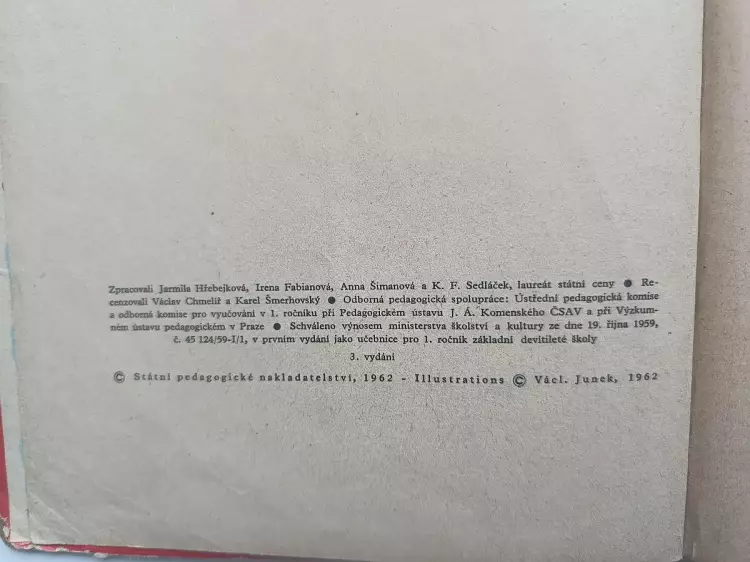 Zpracovali Jarmila Hřebejková, Irena Fabianová, Anna Šimanová a K. F. Sedláček, laureát státní ceny ● Re-
cenzovali Václav Chmelíř a Karel Šmerhovský ● Odborná pedagogická spolupráce: Ústřední pedagogická komise
a odborná komise pro vyučování v 1. ročníku při Pedagogickém ústavu J. Á. Komenského ČSAV a při Výzkum-
ném ústavu pedagogickém v Praze ● Schváleno výnosem ministerstva školství a kultury ze dne 19. října 1959,
č. 45 124/59-I/1, v prvním vydání jako učebnice pro 1. ročník základní devítileté školy
3. vydání
© Státní pedagogické nakladatelství, 1962 - Illustrations © Václ. Junek, 1962